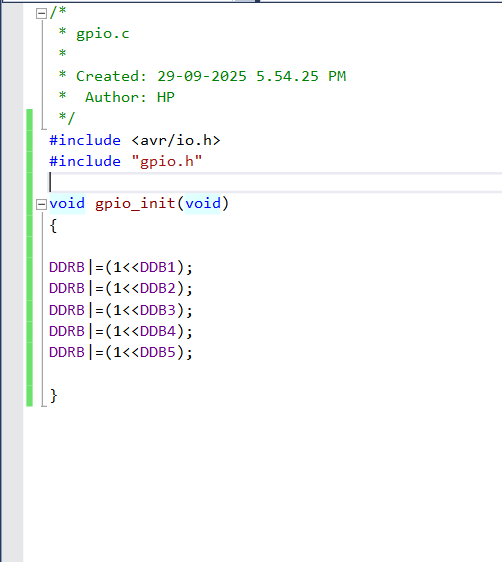 /*
 * gpio.c
 *
 * Created: 29-09-2025 5.54.25 PM
 *  Author: HP
 */
#include <avr/io.h>
#include "gpio.h"
void gpio_init(void)
{
DDRB|=(1<<DDB1);
DDRB|=(1<<DDB2);
DDRB|=(1<<DDB3);
DDRB|=(1<<DDB4);
DDRB|=(1<<DDB5);
}